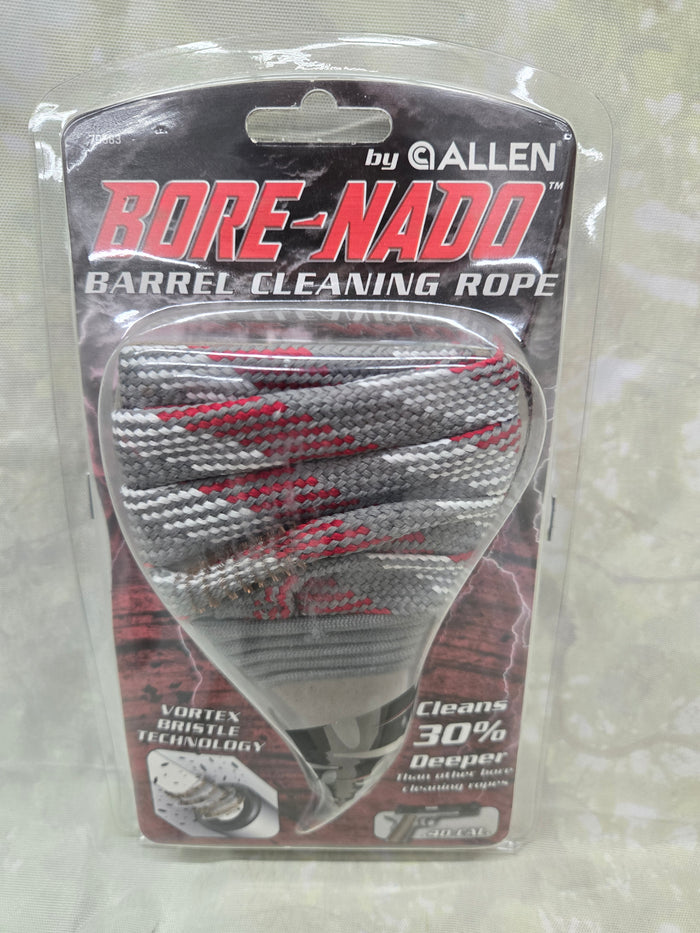 70563
by ALLEN®
BORE-NADO™
BARREL CLEANING ROPE
VORTEX
BRISTLE
TECHNOLOGY
Cleans
30%
Deeper
Than other bore
cleaning ropes
.40 CAL.